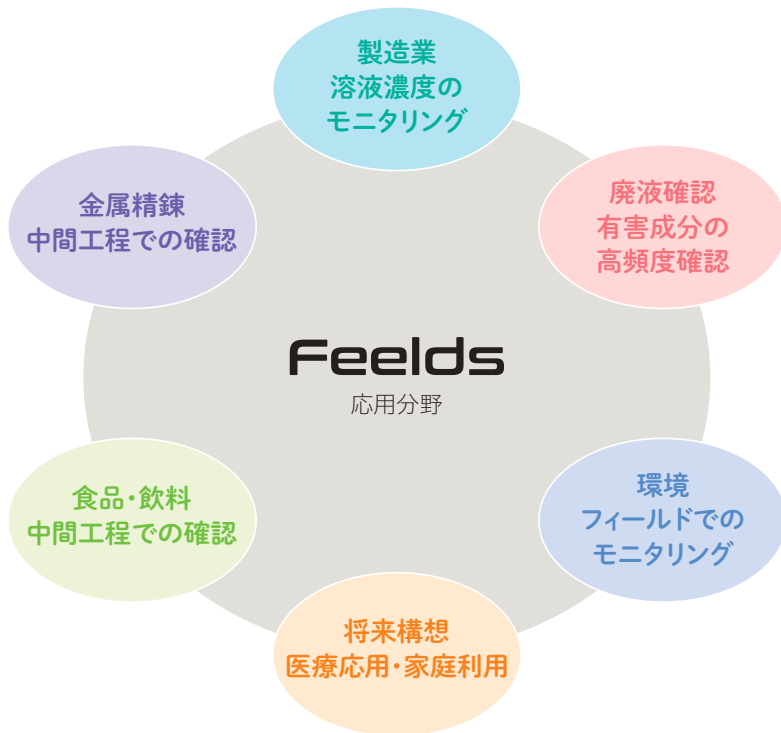 製造業
溶液濃度の
モニタリング
廃液確認
有害成分の
高頻度確認
環境
フィールドでの
モニタリング
将来構想
医療応用・家庭利用
食品・飲料
中間工程での確認
金属精錬
中間工程での確認
Feelds
応用分野